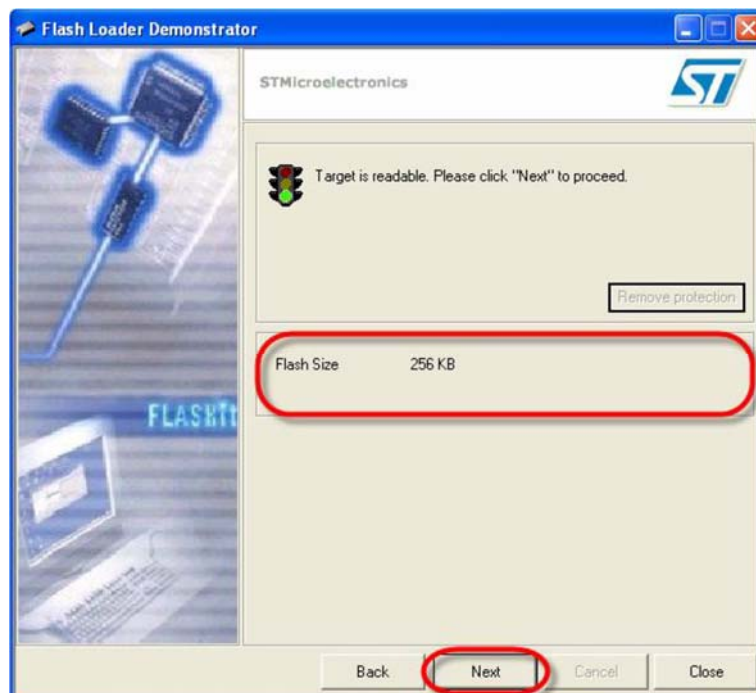 Flash Loader Demonstrator
STMicroelectronics
ST
Target is readable. Please click "Next" to proceed.
Remove protection
Flash Size 256 KB
FLASHit
Back Next Cancel Close